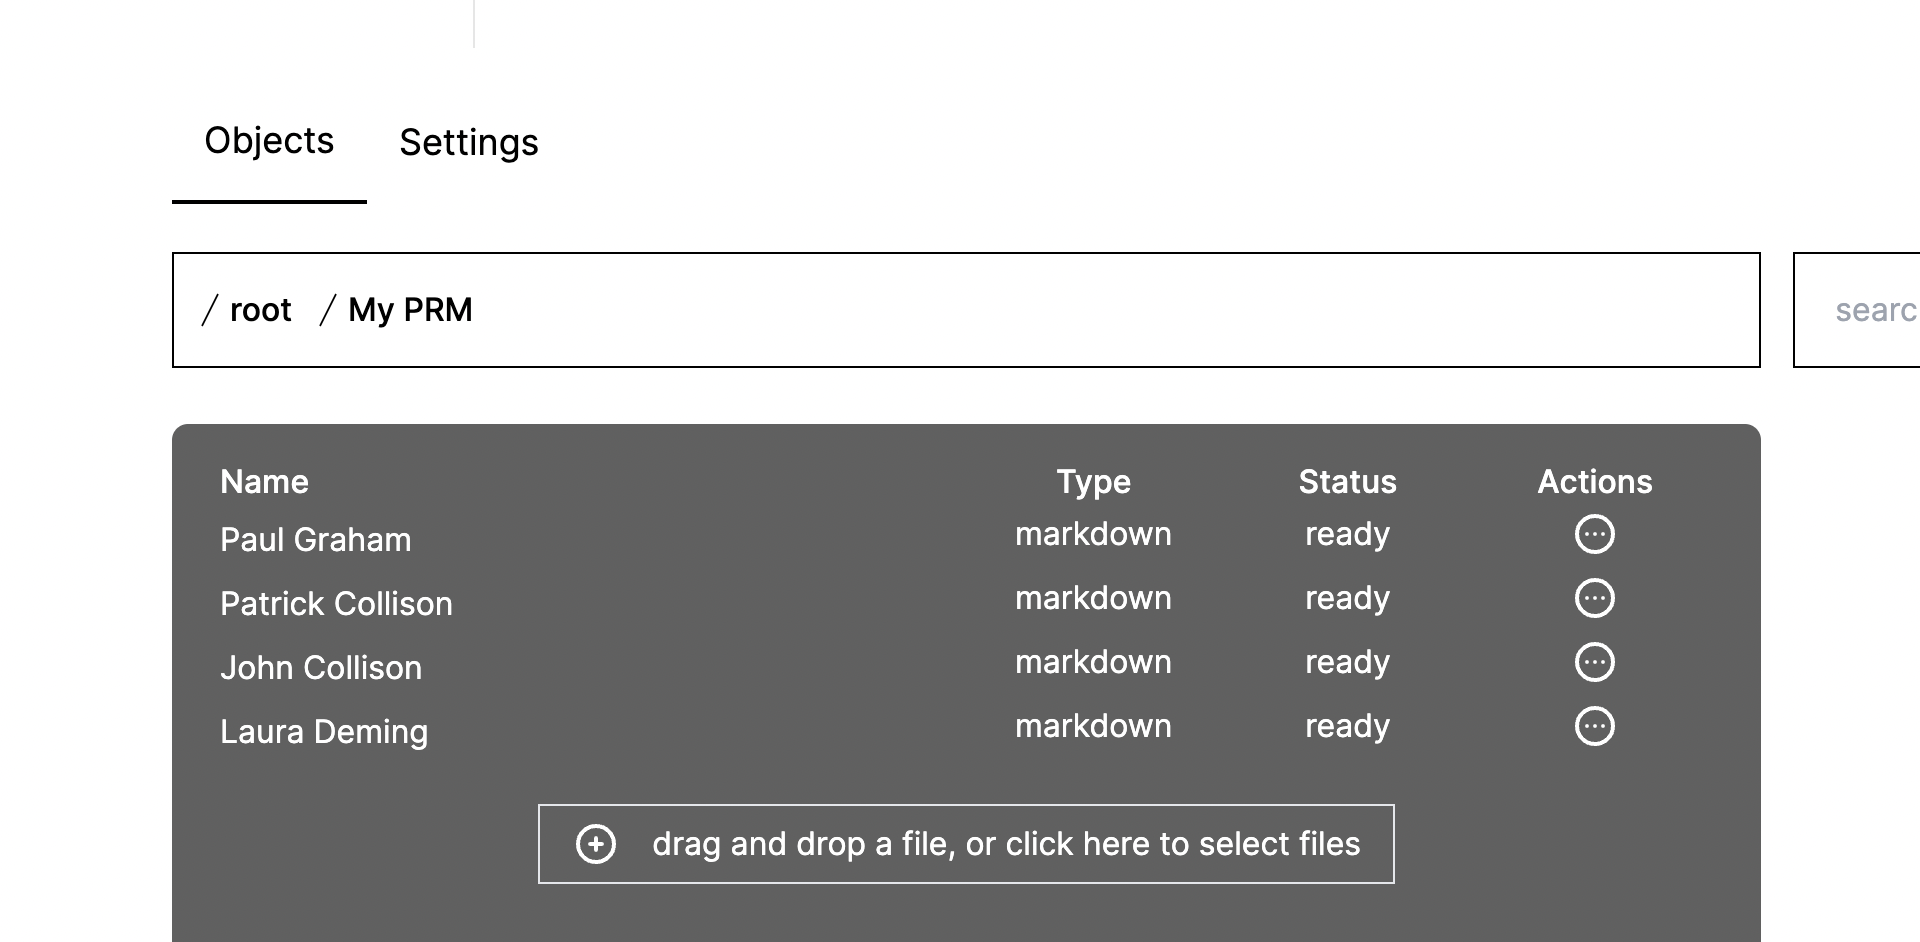 Objects Settings
/ root / My PRM
searc
Name Type Status Actions
Paul Graham markdown ready
Patrick Collison markdown ready
John Collison markdown ready
Laura Deming markdown ready
drag and drop a file, or click here to select files